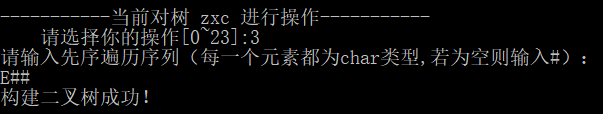 -----------当前对树 zxc 进行操作-----------
请选择你的操作[0~23]:3
请输入先序遍历序列（每一个元素都为char类型,若为空则输入#）:
E##
构建二叉树成功!